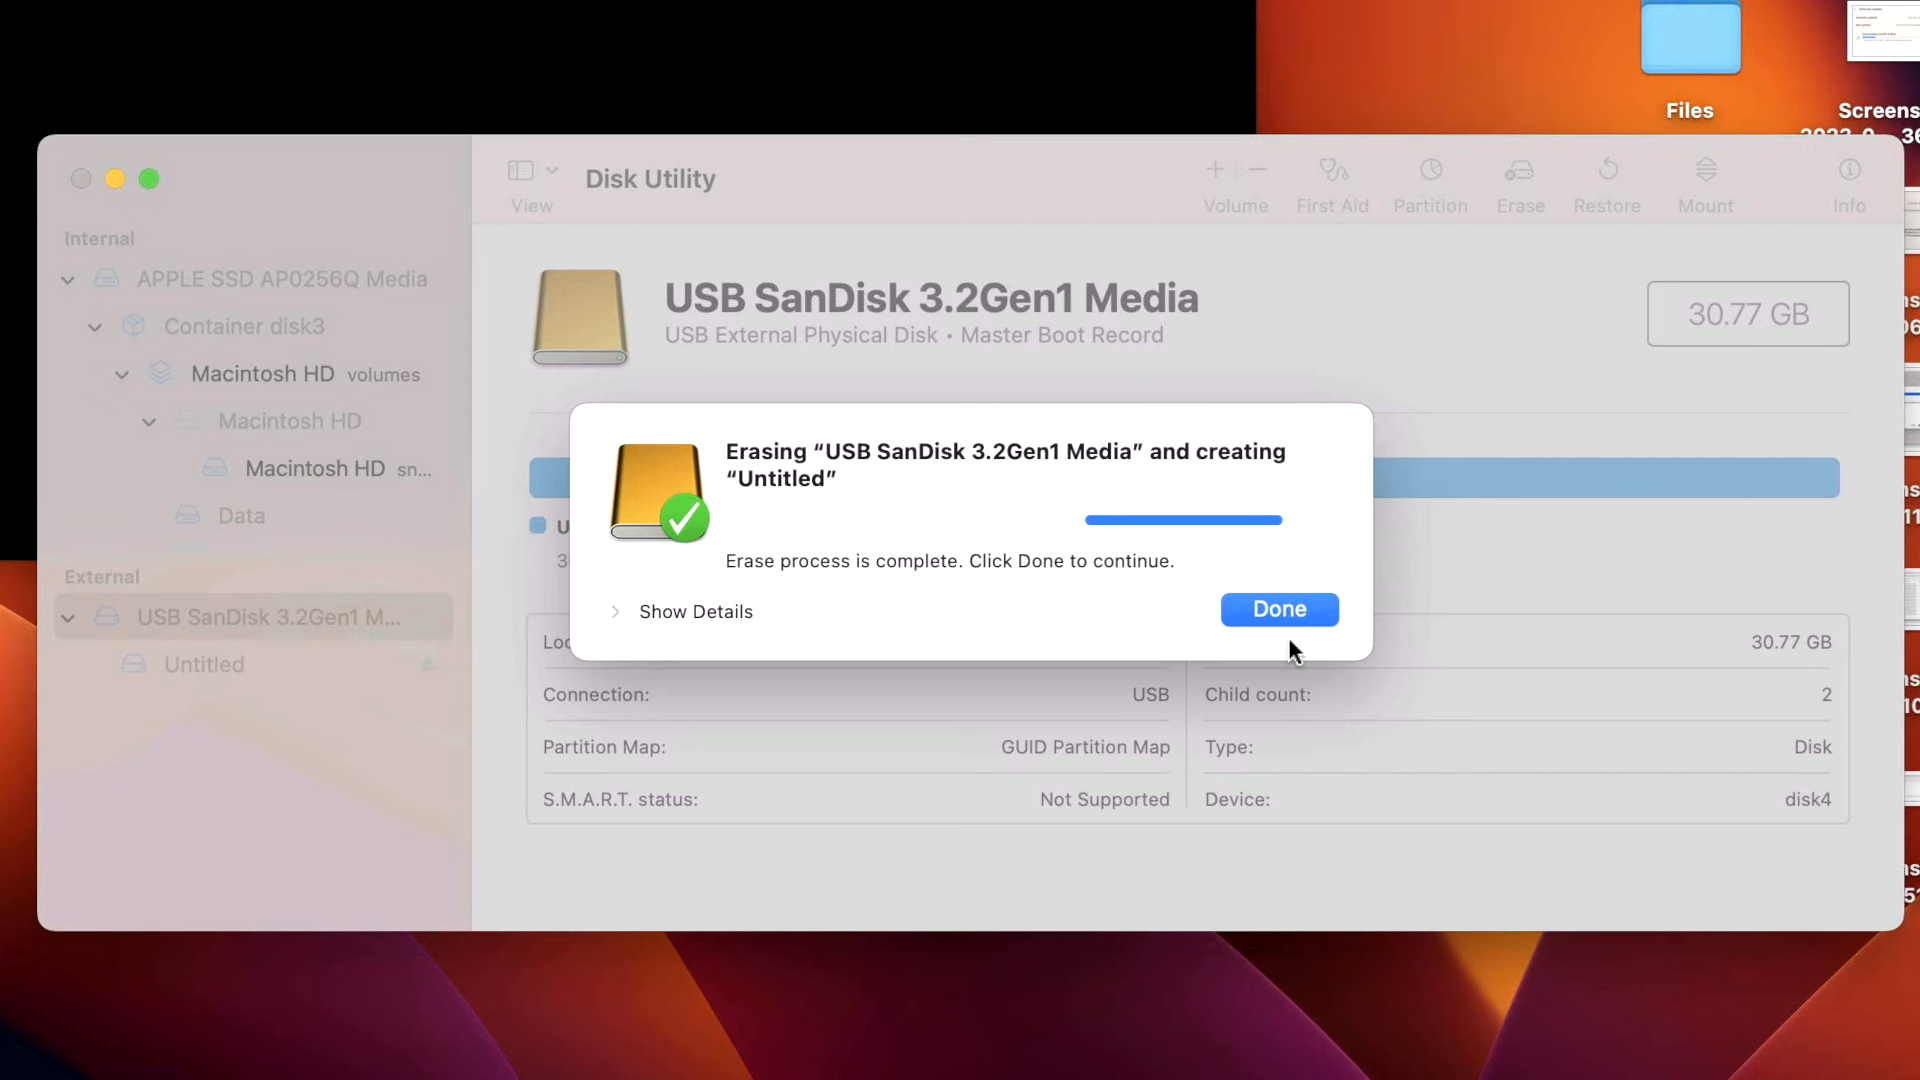 Files
Screens
Disk Utility
View
Volume
First Aid
Partition
Erase
Restore
Mount
Info
Internal
APPLE SSD AP0256Q Media
Container disk3
Macintosh HD volumes
Macintosh HD
Macintosh HD sn...
Data
External
USB SanDisk 3.2Gen1 M...
Untitled
USB SanDisk 3.2Gen1 Media
USB External Physical Disk • Master Boot Record
30.77 GB
Erasing “USB SanDisk 3.2Gen1 Media” and creating
“Untitled”
Erase process is complete. Click Done to continue.
Show Details
Done
30.77 GB
Connection: USB
Child count: 2
Partition Map: GUID Partition Map
Type: Disk
S.M.A.R.T. status: Not Supported
Device: disk4